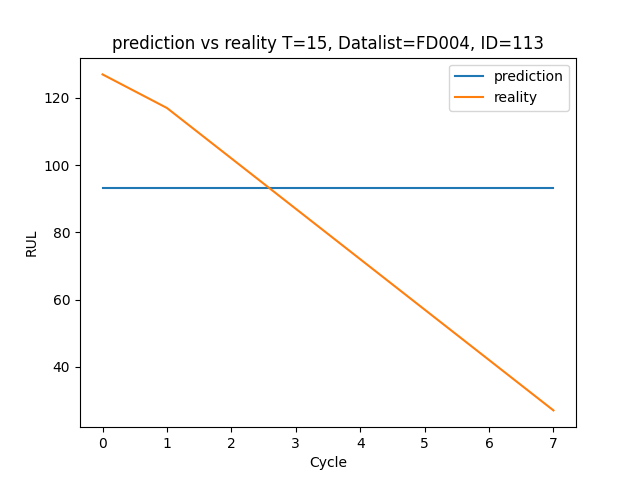 prediction vs reality T=15, Datalist=FD004, ID=113
prediction
reality
120
100
80
60
40
RUL
0 1 2 3 4 5 6 7
Cycle